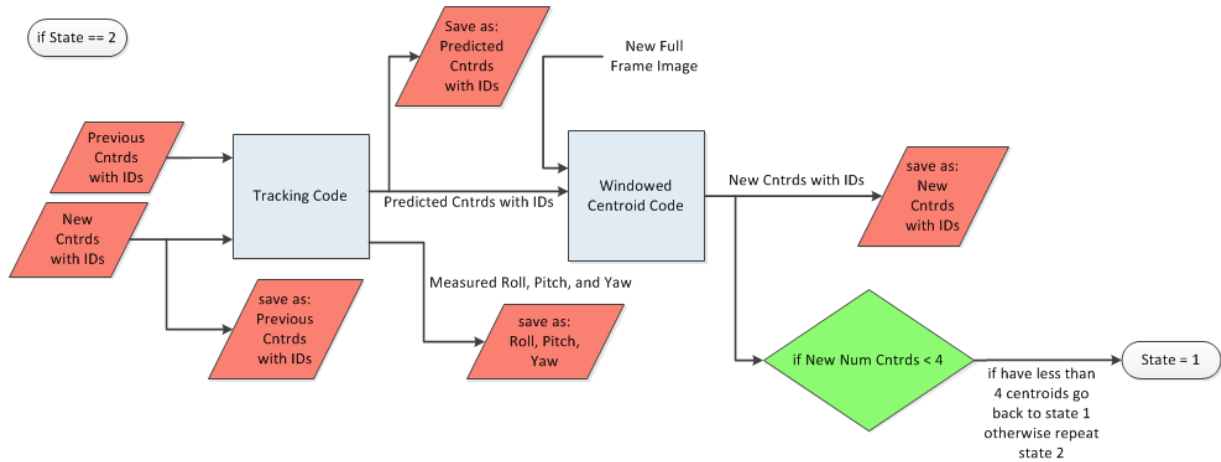 if State == 2
Save as:
Predicted
Cntrds
with IDs
New Full
Frame Image
Previous
Cntrds
with IDs
Tracking Code
Predicted Cntrds with IDs
Windowed
Centroid Code
New Cntrds with IDs
save as:
New
Cntrds
with IDs
New
Cntrds
with IDs
save as:
Previous
Cntrds
with IDs
Measured Roll, Pitch, and Yaw
save as:
Roll, Pitch,
Yaw
if New Num Cntrds < 4
if have less than
4 centroids go
back to state 1
otherwise repeat
state 2
State = 1